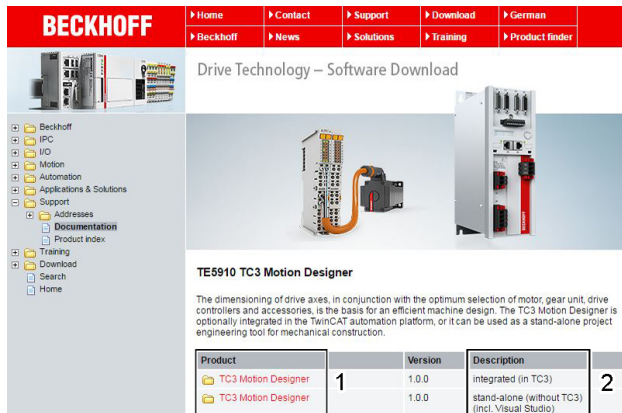 BECKHOFF
Home
Contact
Support
Download
German
Beckhoff
News
Solutions
Training
Product finder
Drive Technology – Software Download
Beckhoff
IPC
I/O
Motion
Automation
Applications & Solutions
Support
Addresses
Documentation
Product index
Training
Download
Search
Home
BECKHOFF
TE5910 TC3 Motion Designer
The dimensioning of drive axes, in conjunction with the optimum selection of motor, gear unit, drive
controllers and accessories, is the basis for an efficient machine design. The TC3 Motion Designer is
optionally integrated in the TwinCAT automation platform, or it can be used as a stand-alone project
engineering tool for mechanical construction.
Product Version Description
TC3 Motion Designer 1 1.0.0 integrated (in TC3) 2
TC3 Motion Designer 1.0.0 stand-alone (without TC3)
(incl. Visual Studio)